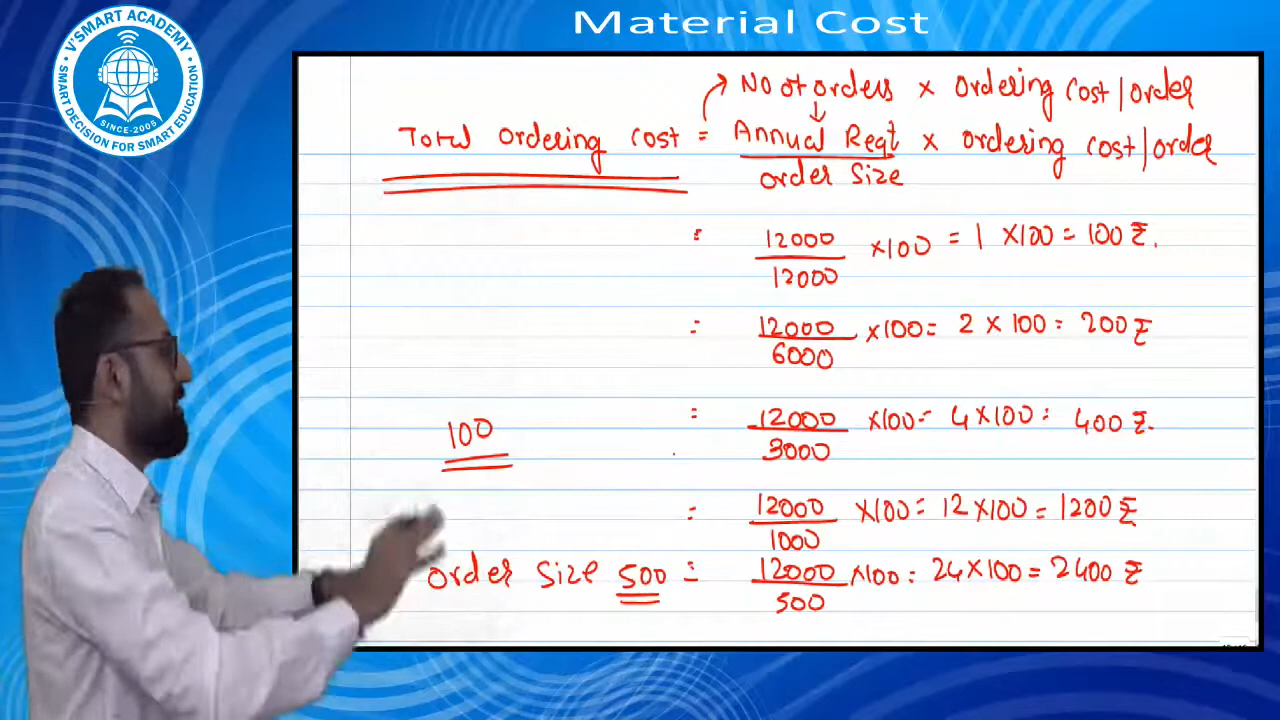 V'SMART ACADEMY
SINCE-2005
SMART DECISION FOR SMART EDUCATION
Material Cost
No of orders × ordering cost/order
Total ordering cost = Annual Reqt / order size × ordering cost/order
= 12000/12000 ×100 = 1 ×100 = 100 ₹.
= 12000/6000 ×100 = 2 × 100 = 200 ₹
= 12000/3000 ×100 = 4 ×100 = 400 ₹.
100
= 12000/1000 ×100 = 12 ×100 = 1200 ₹
order size 500 = 12000/500 ×100 = 24 ×100 = 2400 ₹